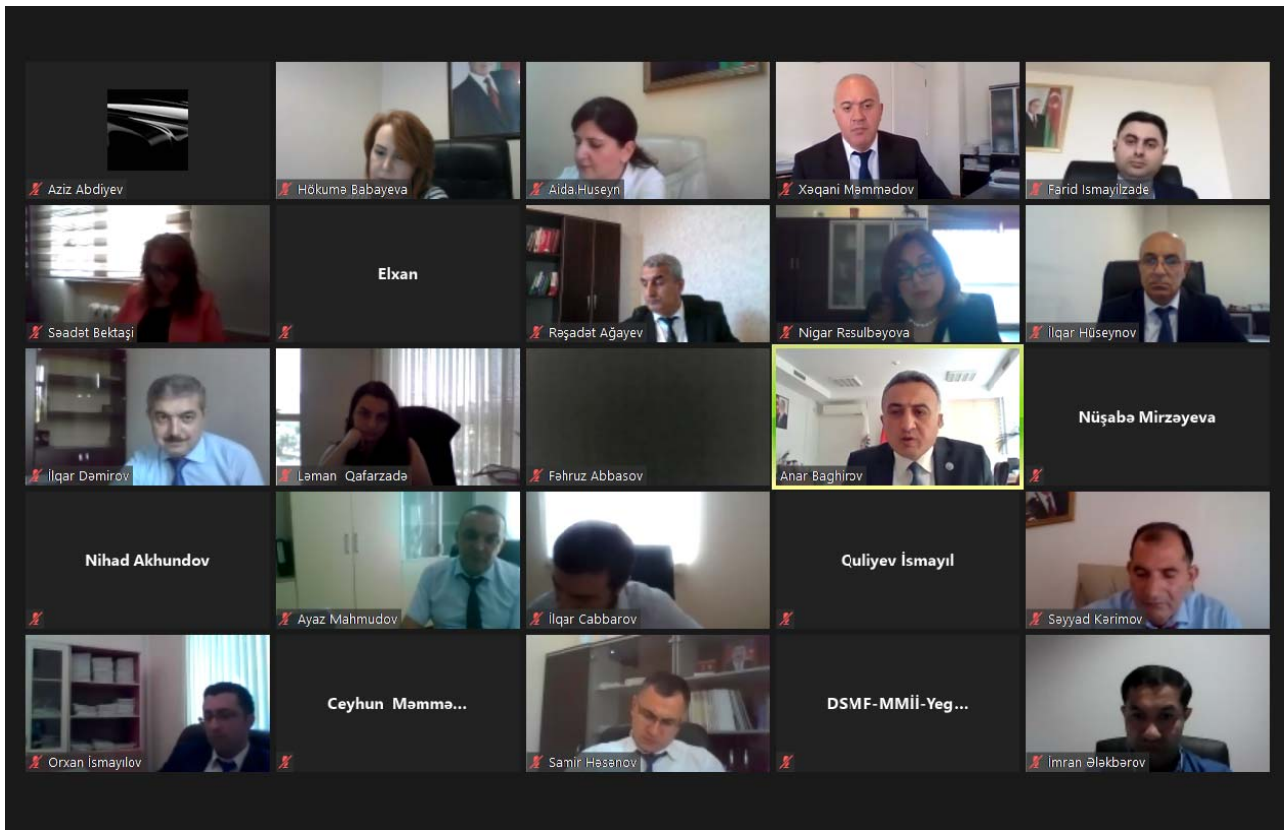 Aziz Abdiyev
Hökumə Babayeva
Aida.Huseyn
Xəqani Məmmədov
Farid Ismayilzade
Səadət Bektaşi
Elxan
Rəşadət Ağayev
Nigar Rəsulbəyova
İlqar Hüseynov
İlqar Dəmirov
Ləman Qafarzadə
Fəhruz Abbasov
Anar Baghirov
Nüşabə Mirzəyeva
Nihad Akhundov
Ayaz Mahmudov
İlqar Cabbarov
Quliyev İsmayıl
Səyyad Kərimov
Orxan İsmayılov
Ceyhun Məmmə...
Samir Həsənov
DSMF-MMİİ-Yeg...
İmran Ələkbərov